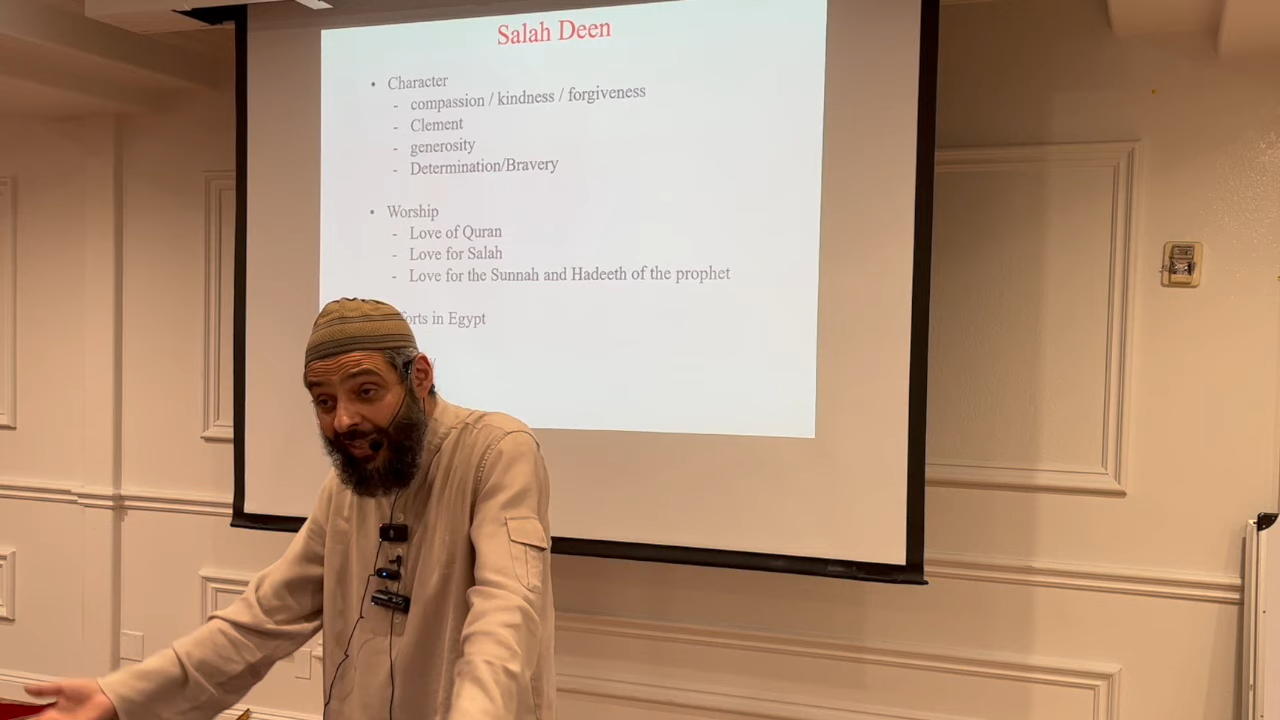 Salah Deen
• Character
- compassion / kindness / forgiveness
- Clement
- generosity
- Determination/Bravery
• Worship
- Love of Quran
- Love for Salah
- Love for the Sunnah and Hadeeth of the prophet
in Egypt